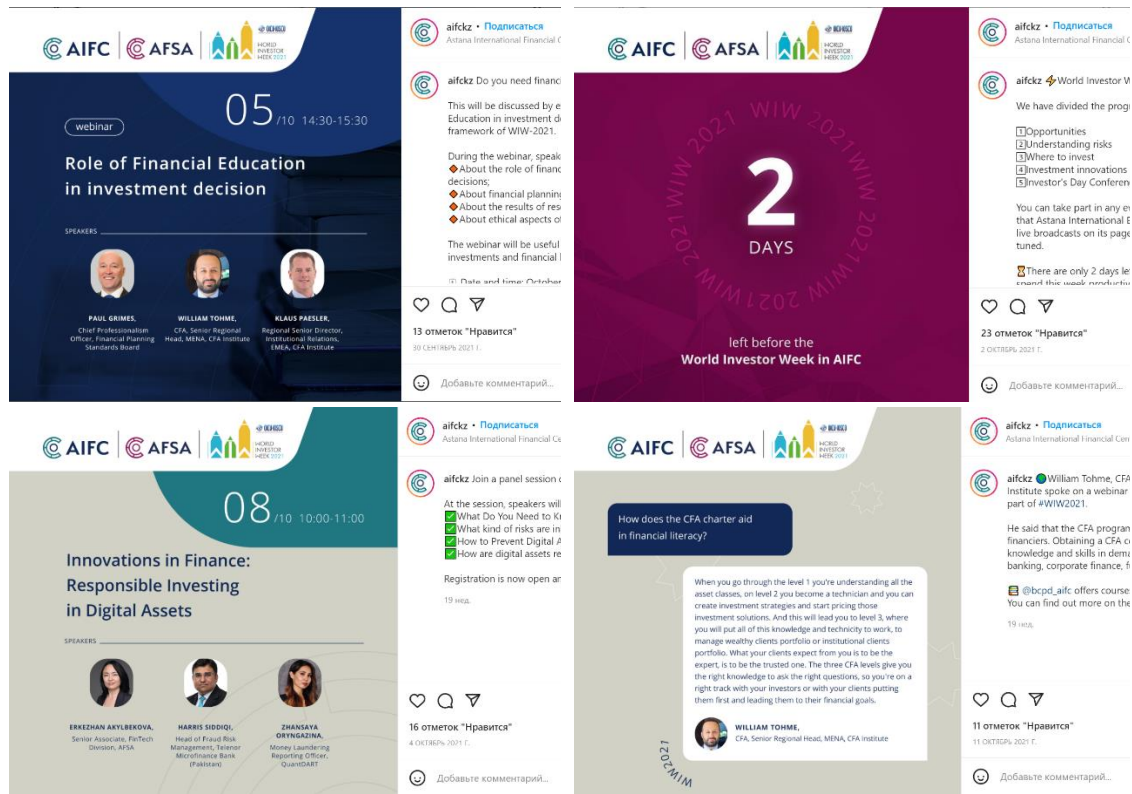 AIFC AFSA WORLD INVESTOR WEEK 2021
05/10 14:30-15:30
webinar
Role of Financial Education
in investment decision
SPEAKERS
PAUL GRIMES,
Chief Professionalism
Officer, Financial Planning
Standards Board
WILLIAM TOHME,
CFA, Senior Regional
Head, MENA, CFA Institute
KLAUS PAESLER,
Regional Senior Director,
Institutional Relations,
EMEA, CFA Institute
aifckz • Подписаться
Astana International Financial C
aifckz Do you need financ
This will be discussed by e
Education in investment d
framework of WIW-2021.
During the webinar, speak
About the role of financ
decisions;
About financial planning
About the results of res
About ethical aspects of
The webinar will be useful
investments and financial
Date and time: October
13 отметок "Нравится"
30 СЕНТЯБРЬ 2021 Г.
Добавьте комментарий...
AIFC AFSA WORLD INVESTOR WEEK 2021
WIW 2021 WIW 2021 WIW 2021 WIW 2021
2
DAYS
left before the
World Investor Week in AIFC
aifckz • Подписаться
Astana International Financial C
aifckz World Investor W
We have divided the progr
1 Opportunities
2 Understanding risks
3 Where to invest
4 Investment innovations
5 Investor's Day Conferen
You can take part in any ev
that Astana International E
live broadcasts on its page
tuned.
There are only 2 days le
spend this week productiv
23 отметок "Нравится"
2 ОКТЯБРЬ 2021 Г.
Добавьте комментарий...
AIFC AFSA WORLD INVESTOR WEEK 2021
08/10 10:00-11:00
Innovations in Finance:
Responsible Investing
in Digital Assets
SPEAKERS
ERKEZHAN AKYLBEKOVA,
Senior Associate, FinTech
Division, AFSA
HARRIS SIDDIQI,
Head of Fraud Risk
Management, Telenor
Microfinance Bank
(Pakistan)
ZHANSAYA
ORYNGAZINA,
Money Laundering
Reporting Officer,
QuantDART
aifckz • Подписаться
Astana International Financial Ce
aifckz Join a panel session o
At the session, speakers will
What Do You Need to Kn
What kind of risks are in
How to Prevent Digital A
How are digital assets re
Registration is now open an
19 нед.
16 отметок "Нравится"
4 ОКТЯБРЬ 2021 Г.
Добавьте комментарий...
AIFC AFSA WORLD INVESTOR WEEK 2021
How does the CFA charter aid
in financial literacy?
When you go through the level 1 you're understanding all the
asset classes, on level 2 you become a technician and you can
create investment strategies and start pricing those
investment solutions. And this will lead you to level 3, where
you will put all of this knowledge and technicity to work, to
manage wealthy clients portfolio or institutional clients
portfolio. What your clients expect from you is to be the
expert, is to be the trusted one. The three CFA levels give you
the right knowledge to ask the right questions, so you're on a
right track with your investors or with your clients putting
them first and leading them to their financial goals.
WILLIAM TOHME,
CFA, Senior Regional Head, MENA, CFA institute
WIW2021
aifckz • Подписаться
Astana International Financial Cen
aifckz William Tohme, CFA
Institute spoke on a webinar
part of #WIW2021.
He said that the CFA program
financiers. Obtaining a CFA ce
knowledge and skills in dema
banking, corporate finance, f
@bcpd_aifc offers courses
You can find out more on the
19 нед.
11 отметок "Нравится"
11 ОКТЯБРЬ 2021 Г.
Добавьте комментарий...